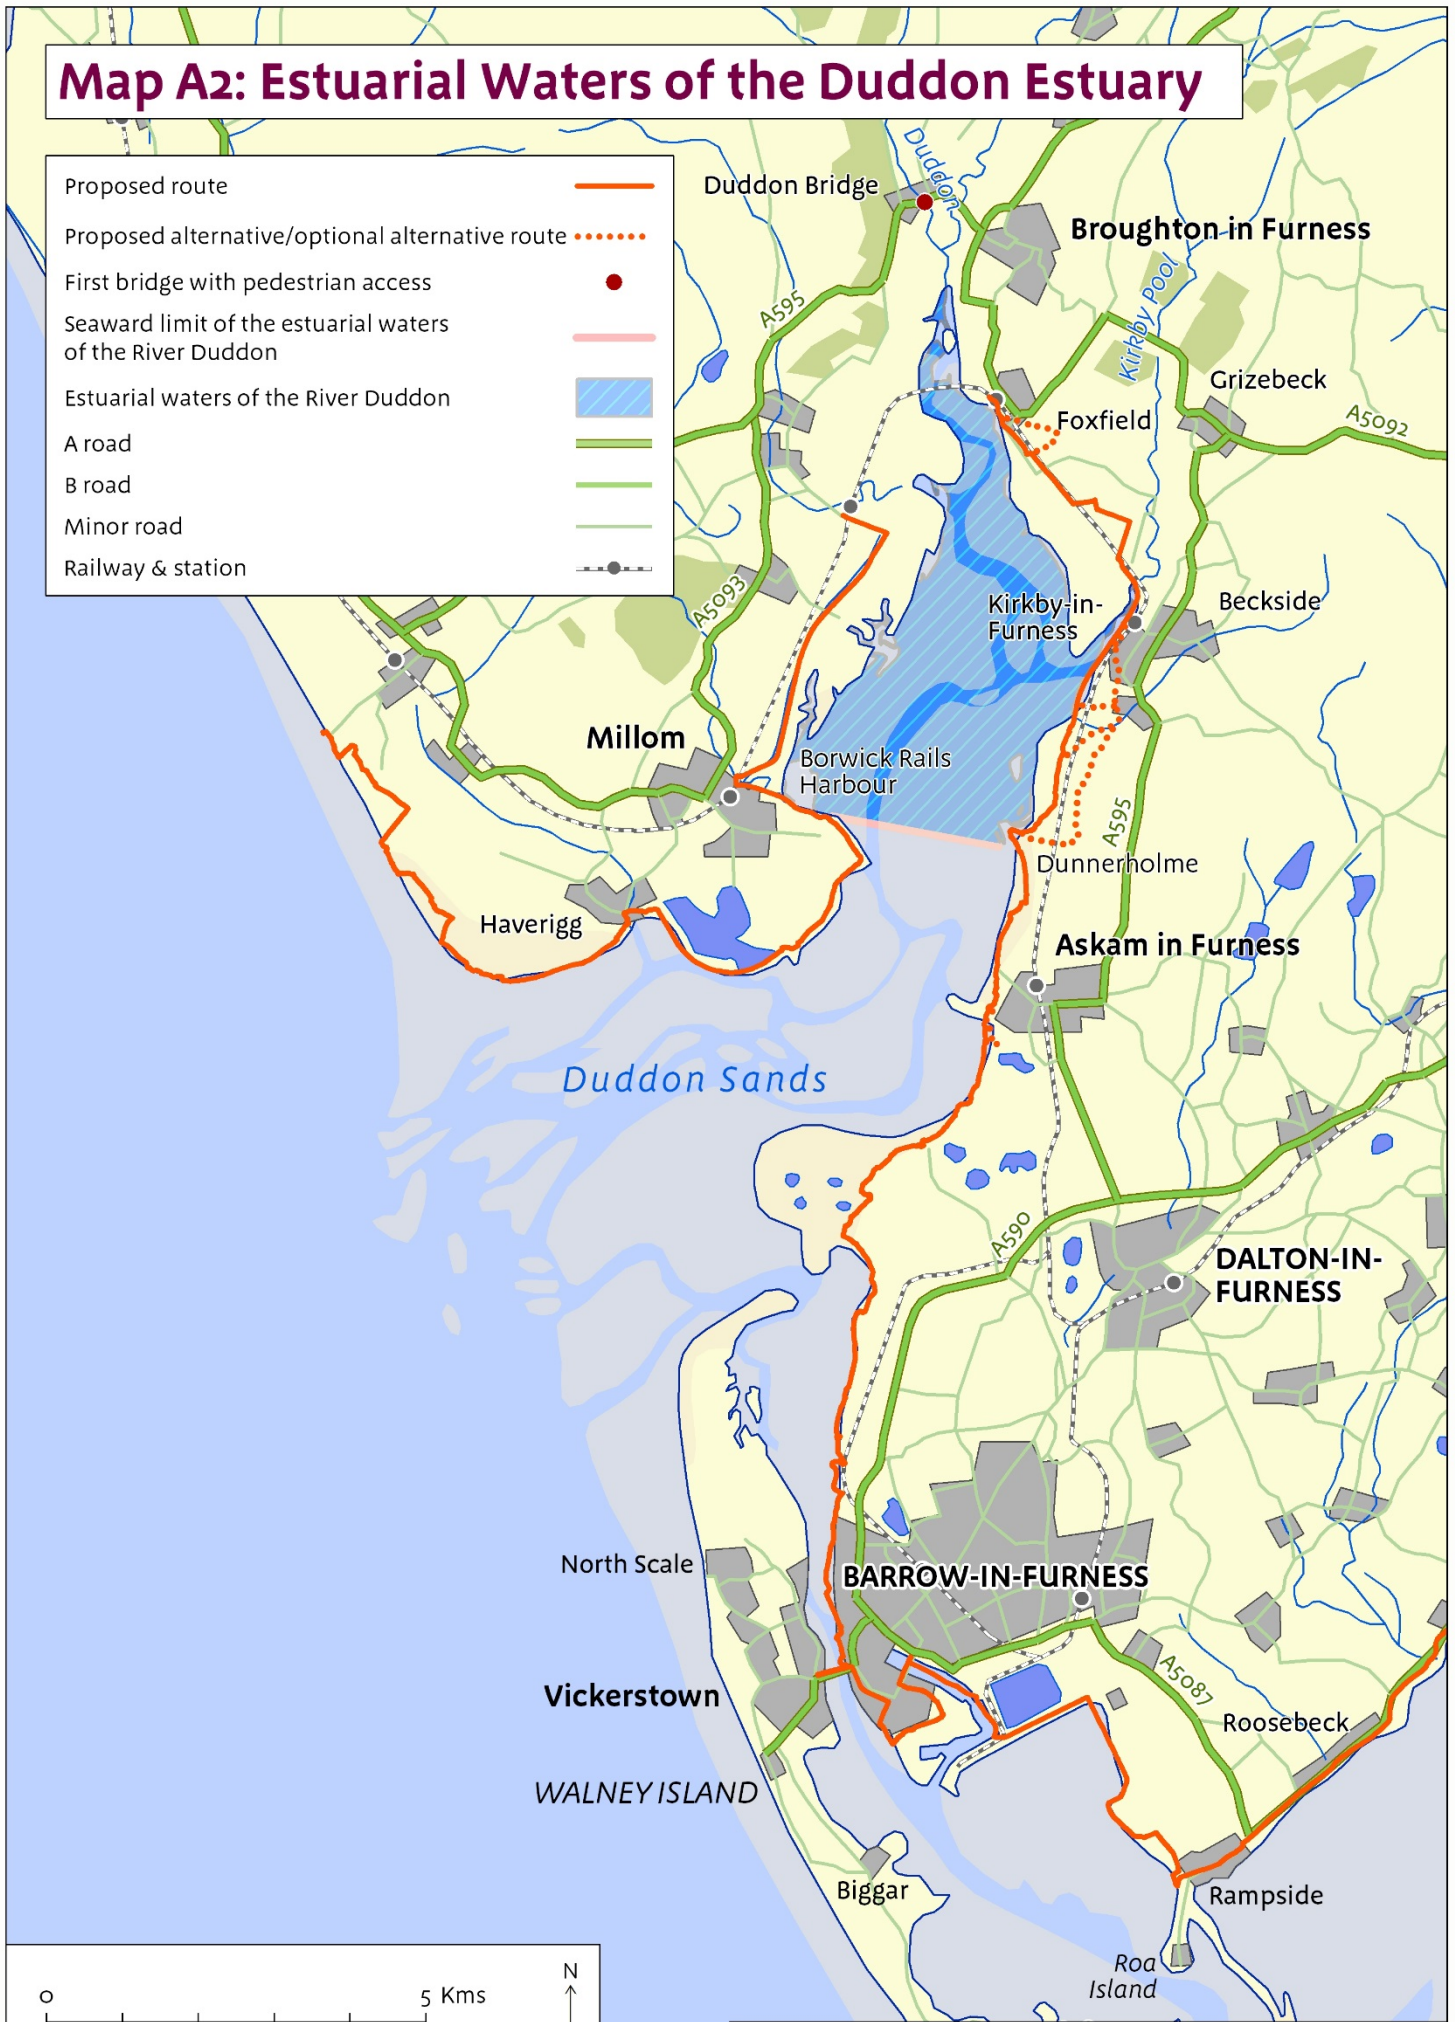 Map A2: Estuarial Waters of the Duddon Estuary
Proposed route
Proposed alternative/optional alternative route
First bridge with pedestrian access
Seaward limit of the estuarial waters
of the River Duddon
Estuarial waters of the River Duddon
A road
B road
Minor road
Railway & station
Duddon
Duddon Bridge
Broughton in Furness
Kirkby Pool
A595
Grizebeck
A5092
Foxfield
A5093
Kirkby-in-
Furness
Beckside
Millom
Borwick Rails
Harbour
A595
Dunnerholme
Haverigg
Askam in Furness
Duddon Sands
A590
DALTON-IN-
FURNESS
North Scale
BARROW-IN-FURNESS
Vickerstown
A5087
Roosebeck
WALNEY ISLAND
Biggar
Rampside
Roa
Island
N
0
5 Kms